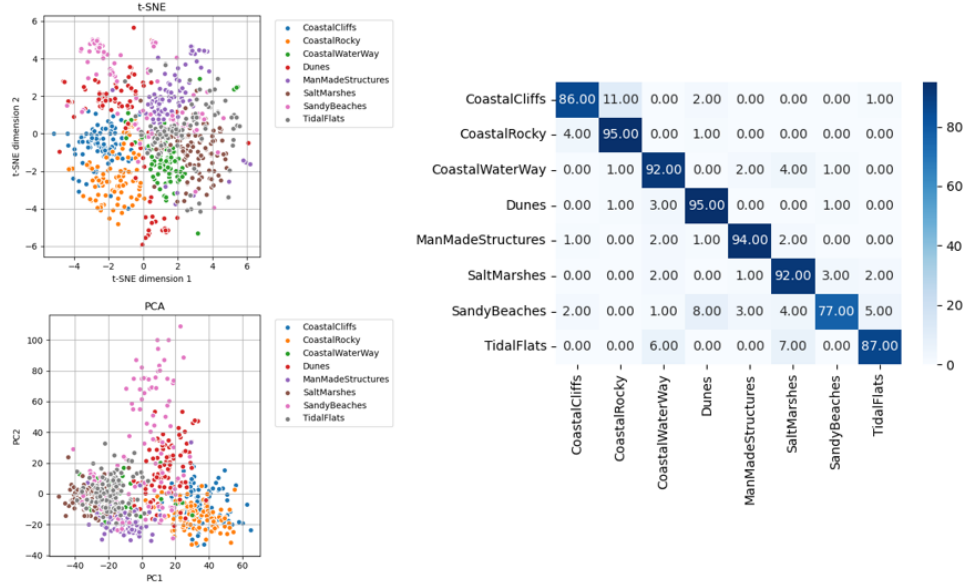 t-SNE
6
4
2
0
−2
−4
−6
−4 −2 0 2 4 6
t-SNE dimension 2
t-SNE dimension 1
CoastalCliffs
CoastalRocky
CoastalWaterWay
Dunes
ManMadeStructures
SaltMarshes
SandyBeaches
TidalFlats
PCA
100
80
60
40
20
0
−20
−40
−40 −20 0 20 40 60
PC2
PC1
CoastalCliffs
CoastalRocky
CoastalWaterWay
Dunes
ManMadeStructures
SaltMarshes
SandyBeaches
TidalFlats
CoastalCliffs 86.00 11.00 0.00 2.00 0.00 0.00 0.00 1.00
CoastalRocky 4.00 95.00 0.00 1.00 0.00 0.00 0.00 0.00
CoastalWaterWay 0.00 1.00 92.00 0.00 2.00 4.00 1.00 0.00
Dunes 0.00 1.00 3.00 95.00 0.00 0.00 1.00 0.00
ManMadeStructures 1.00 0.00 2.00 1.00 94.00 2.00 0.00 0.00
SaltMarshes 0.00 0.00 2.00 0.00 1.00 92.00 3.00 2.00
SandyBeaches 2.00 0.00 1.00 8.00 3.00 4.00 77.00 5.00
TidalFlats 0.00 0.00 6.00 0.00 0.00 7.00 0.00 87.00
CoastalCliffs
CoastalRocky
CoastalWaterWay
Dunes
ManMadeStructures
SaltMarshes
SandyBeaches
TidalFlats
80
60
40
20
0